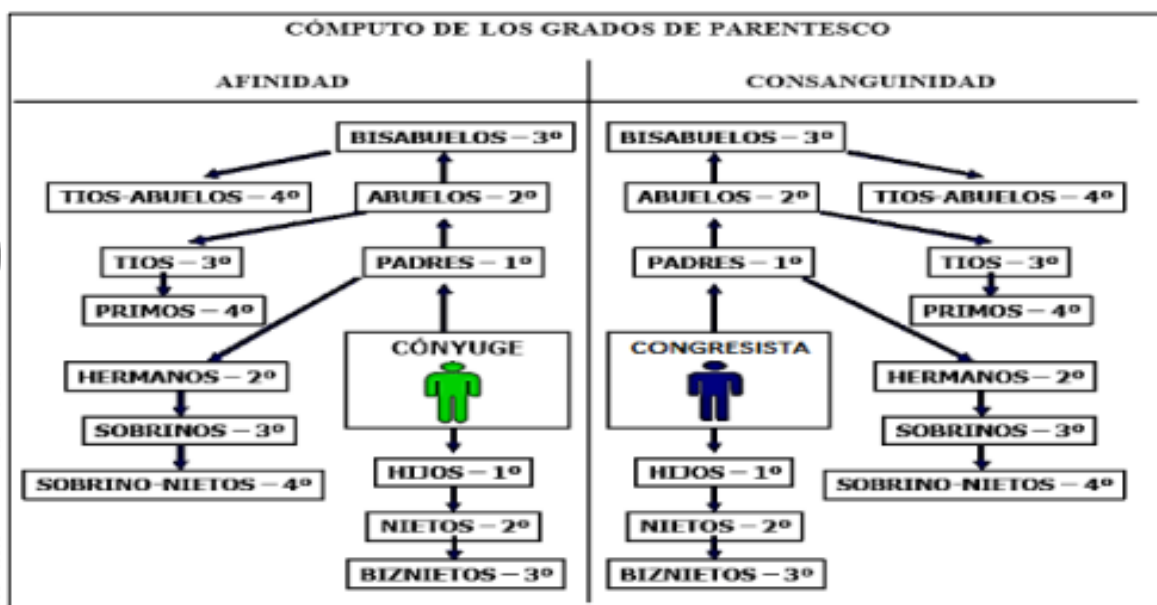 CÓMPUTO DE LOS GRADOS DE PARENTESCO
AFINIDAD
BISABUELOS – 3º
TIOS-ABUELOS – 4º
ABUELOS – 2º
TIOS – 3º
PADRES – 1º
PRIMOS – 4º
CÓNYUGE
HERMANOS – 2º
SOBRINOS – 3º
HIJOS – 1º
SOBRINO-NIETOS – 4º
NIETOS – 2º
BIZNIETOS – 3º
CONSANGUINIDAD
BISABUELOS – 3º
ABUELOS – 2º
TIOS-ABUELOS – 4º
PADRES – 1º
TIOS – 3º
PRIMOS – 4º
CONGRESISTA
HERMANOS – 2º
SOBRINOS – 3º
HIJOS – 1º
SOBRINO-NIETOS – 4º
NIETOS – 2º
BIZNIETOS – 3º